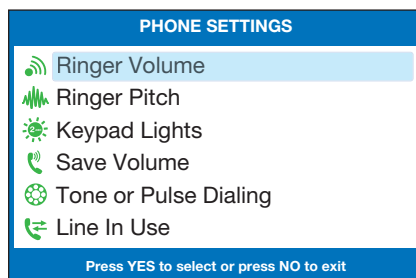 PHONE SETTINGS
Ringer Volume
Ringer Pitch
Keypad Lights
Save Volume
Tone or Pulse Dialing
Line In Use
Press YES to select or press NO to exit